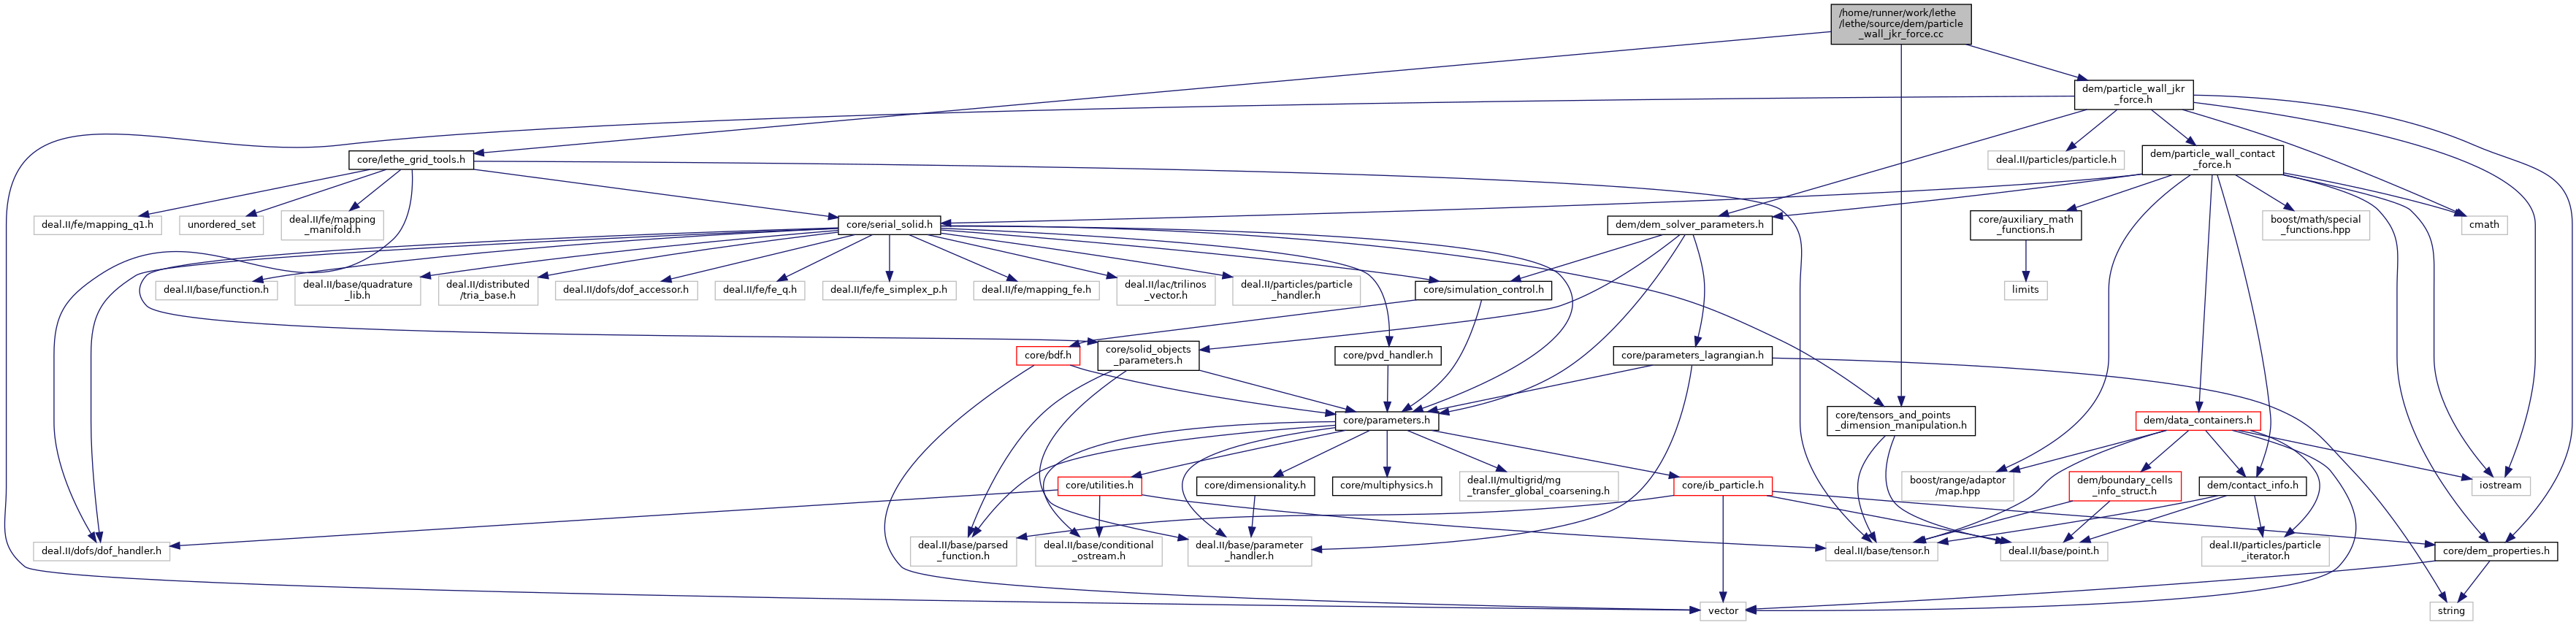 /home/runner/work/lethe
/lethe/source/dem/particle
_wall_jkr_force.cc
dem/particle_wall_jkr
_force.h
core/lethe_grid_tools.h
deal.II/particles/particle.h
dem/particle_wall_contact
_force.h
deal.II/fe/mapping_q1.h
unordered_set
deal.II/fe/mapping
_manifold.h
core/serial_solid.h
dem/dem_solver_parameters.h
core/auxiliary_math
_functions.h
boost/math/special
_functions.hpp
cmath
deal.II/base/function.h
deal.II/base/quadrature
_lib.h
deal.II/distributed
/tria_base.h
deal.II/dofs/dof_accessor.h
deal.II/fe/fe_q.h
deal.II/fe/fe_simplex_p.h
deal.II/fe/mapping_fe.h
deal.II/lac/trilinos
_vector.h
deal.II/particles/particle
_handler.h
core/simulation_control.h
limits
core/bdf.h
core/solid_objects
_parameters.h
core/pvd_handler.h
core/parameters_lagrangian.h
core/parameters.h
core/tensors_and_points
_dimension_manipulation.h
dem/data_containers.h
core/utilities.h
core/dimensionality.h
core/multiphysics.h
deal.II/multigrid/mg
_transfer_global_coarsening.h
core/ib_particle.h
boost/range/adaptor
/map.hpp
dem/boundary_cells
_info_struct.h
dem/contact_info.h
iostream
deal.II/dofs/dof_handler.h
deal.II/base/parsed
_function.h
deal.II/base/conditional
_ostream.h
deal.II/base/parameter
_handler.h
deal.II/base/tensor.h
deal.II/base/point.h
deal.II/particles/particle
_iterator.h
core/dem_properties.h
vector
string